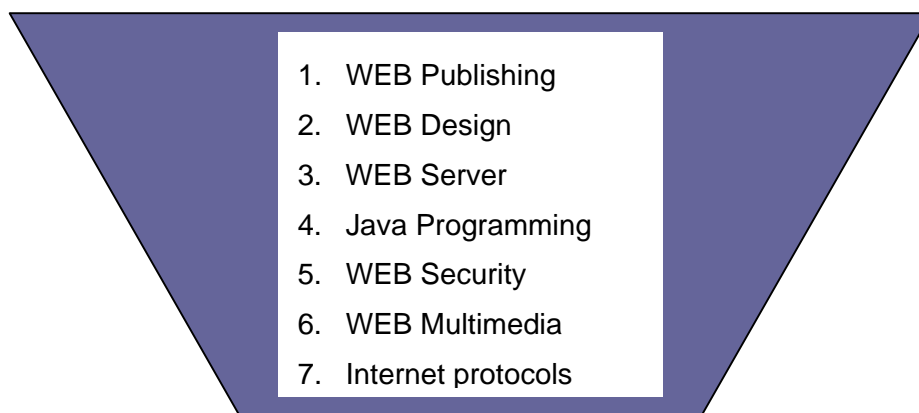 1. WEB Publishing
2. WEB Design
3. WEB Server
4. Java Programming
5. WEB Security
6. WEB Multimedia
7. Internet protocols